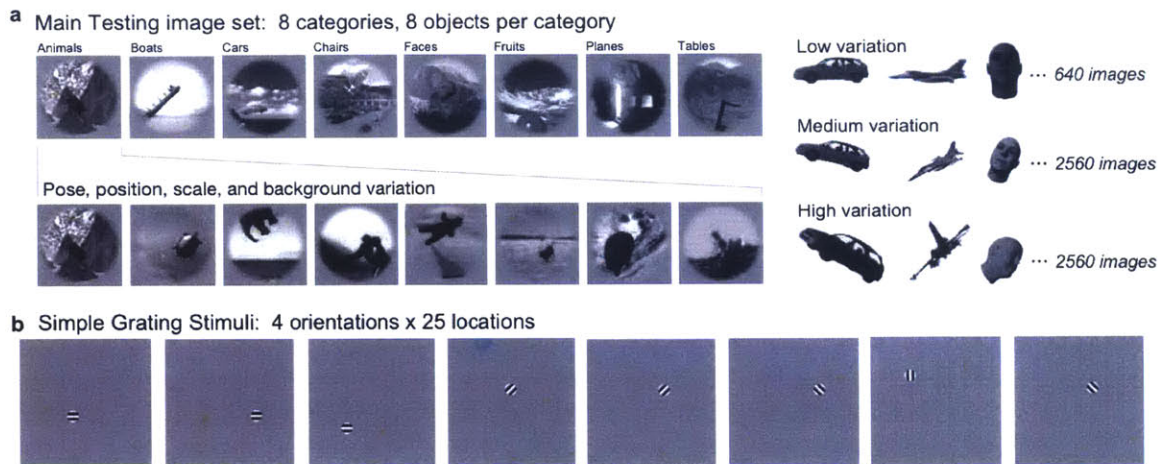 a Main Testing image set: 8 categories, 8 objects per category
Animals Boats Cars Chairs Faces Fruits Planes Tables
Pose, position, scale, and background variation
Low variation
··· 640 images
Medium variation
··· 2560 images
High variation
··· 2560 images
b Simple Grating Stimuli: 4 orientations x 25 locations